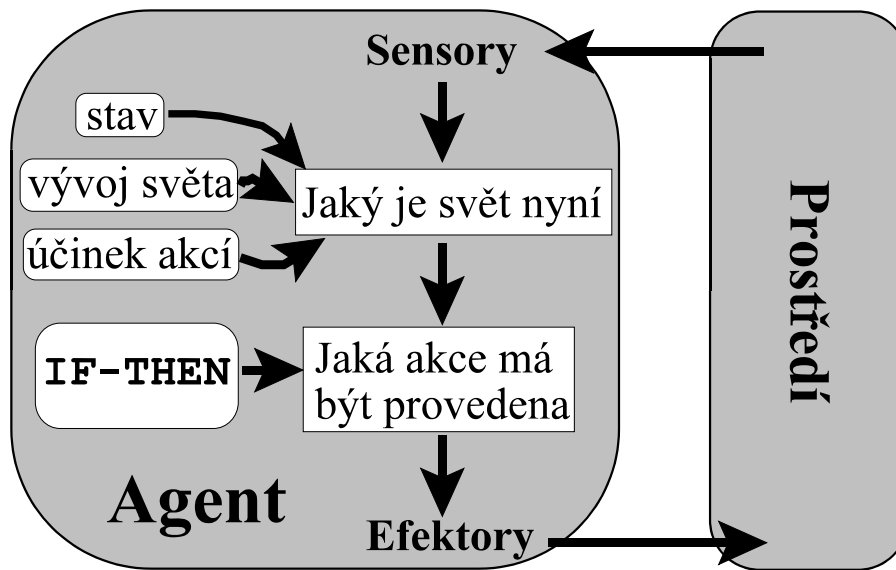 Sensory
stav
vývoj světa
Jaký je svět nyní
účinek akcí
IF-THEN
Jaká akce má
být provedena
Agent
Efektory
Prostředí